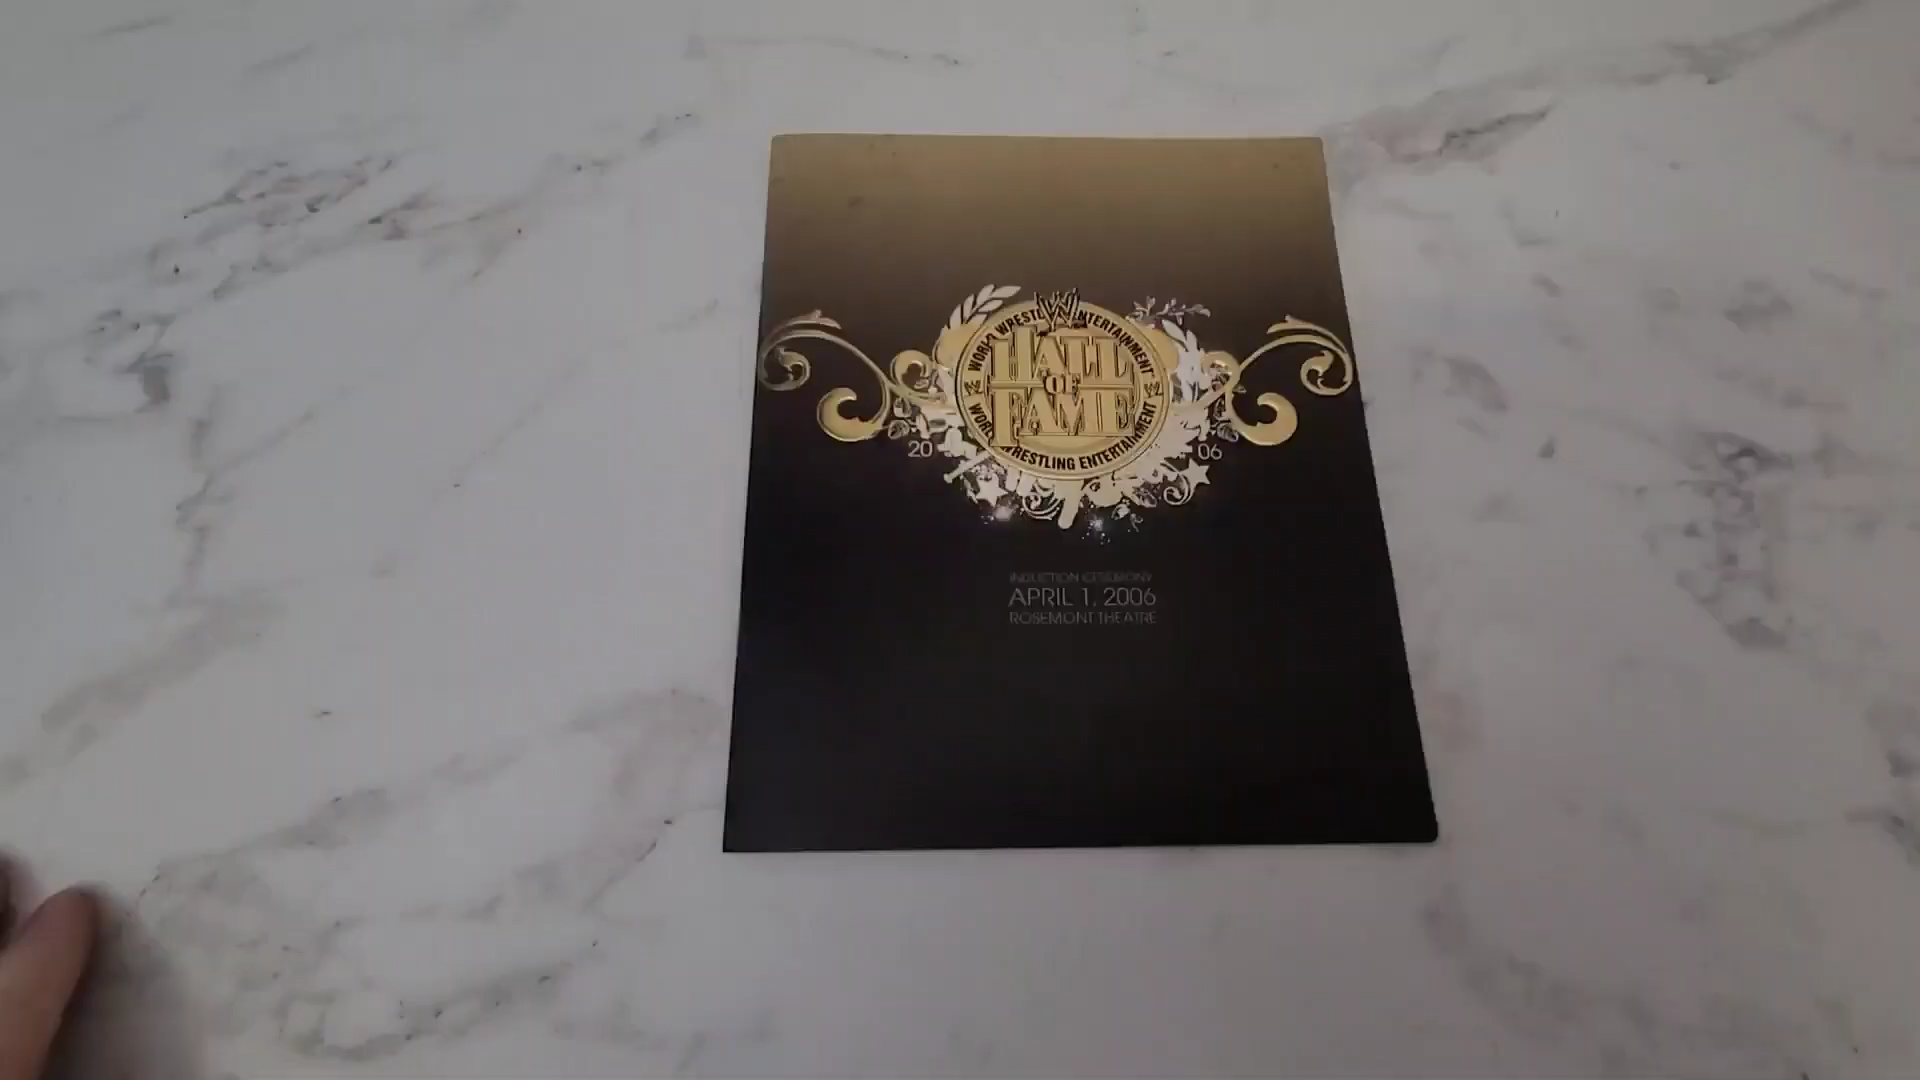 WORLD WRESTLING ENTERTAINMENT
HALL
OF
FAME
WORLD WRESTLING ENTERTAINMENT
20 06
INDUCTION CEREMONY
APRIL 1, 2006
ROSEMONT THEATRE